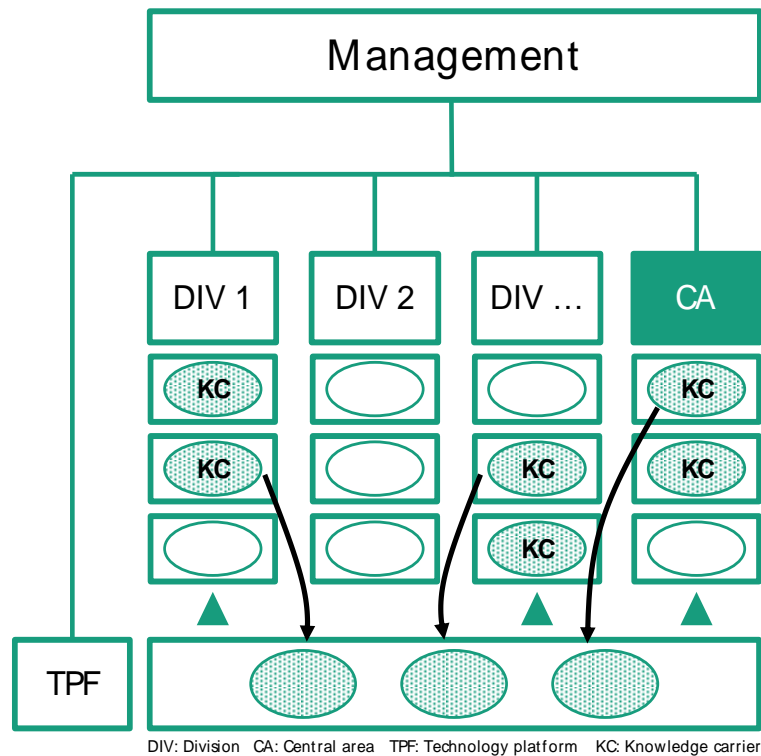 Management
DIV 1 DIV 2 DIV ... CA
KC KC
KC KC KC
KC
TPF
DIV: Division CA: Central area TPF: Technology platform KC: Knowledge carrier